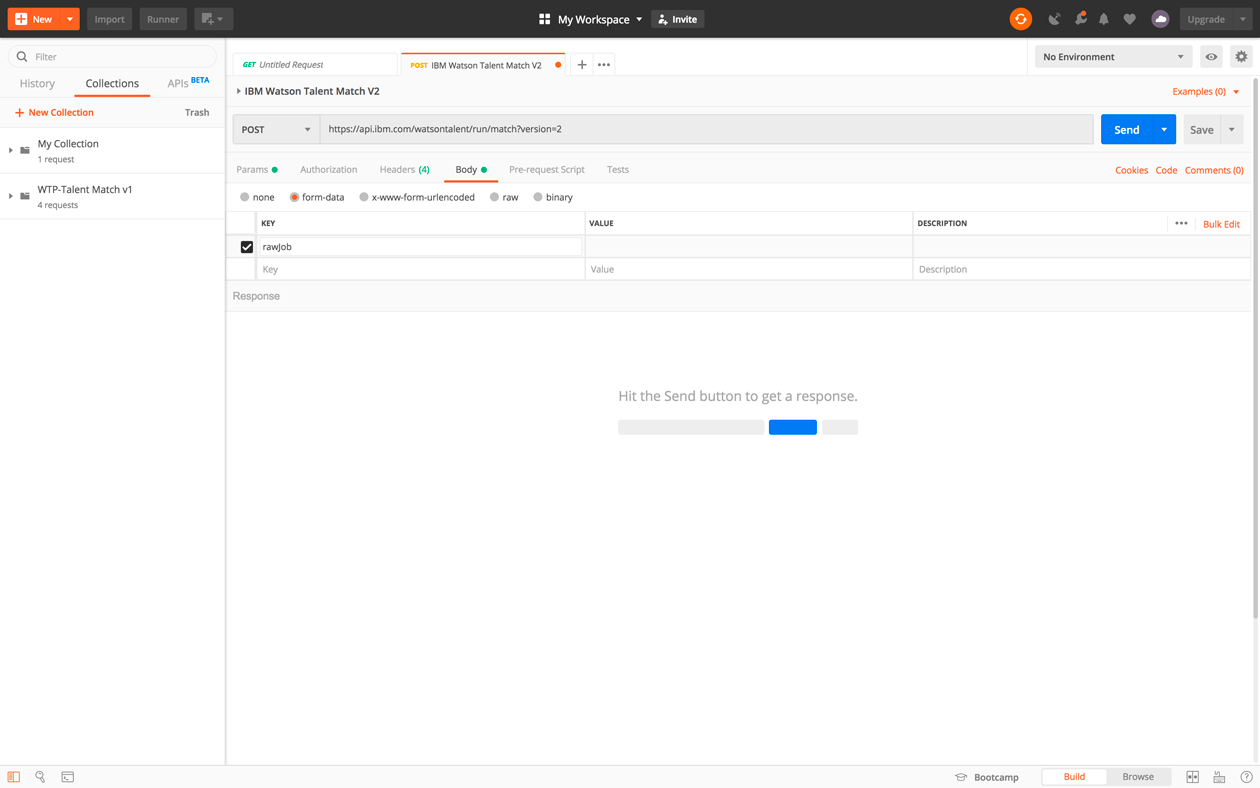 New Import Runner My Workspace Invite Upgrade
Filter
History Collections APIs BETA
New Collection Trash
My Collection
1 request
WTP-Talent Match v1
4 requests
GET Untitled Request POST IBM Watson Talent Match V2 No Environment
IBM Watson Talent Match V2 Examples (0)
POST https://api.ibm.com/watsontalent/run/match?version=2 Send Save
Params Authorization Headers (4) Body Pre-request Script Tests Cookies Code Comments (0)
none form-data x-www-form-urlencoded raw binary
KEY VALUE DESCRIPTION Bulk Edit
rawJob
Key Value Description
Response
Hit the Send button to get a response.
Bootcamp Build Browse